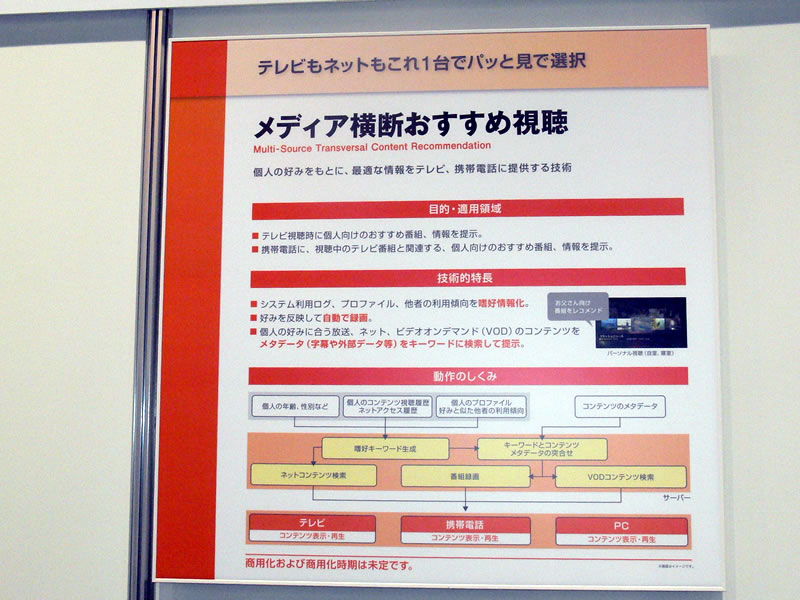 テレビもネットもこれ1台でパッと見で選択
メディア横断おすすめ視聴
Multi-Source Transversal Content Recommendation
個人の好みをもとに、最適な情報をテレビ、携帯電話に提供する技術
目的・適用領域
■ テレビ視聴時に個人向けのおすすめ番組、情報を提示。
■ 携帯電話に、視聴中のテレビ番組と関連する、個人向けのおすすめ番組、情報を提示。
技術的特長
■ システム利用ログ、プロファイル、他者の利用傾向を嗜好情報化。
■ 好みを反映して自動で録画。
■ 個人の好みに合う放送、ネット、ビデオオンデマンド(VOD)のコンテンツを
メタデータ(字幕や外部データ等)をキーワードに検索して提示。
お父さん向け
番組をレコメンド
パーソナル視聴(自室、寝室)
動作のしくみ
個人の年齢、性別など
個人のコンテンツ視聴履歴
ネットアクセス履歴
個人のプロファイル
好みと似た他者の利用傾向
コンテンツのメタデータ
嗜好キーワード生成
キーワードとコンテンツ
メタデータの突合せ
ネットコンテンツ検索
番組録画
VODコンテンツ検索
サーバー
テレビ
コンテンツ表示・再生
携帯電話
コンテンツ表示・再生
PC
コンテンツ表示・再生
商用化および商用化時期は未定です。